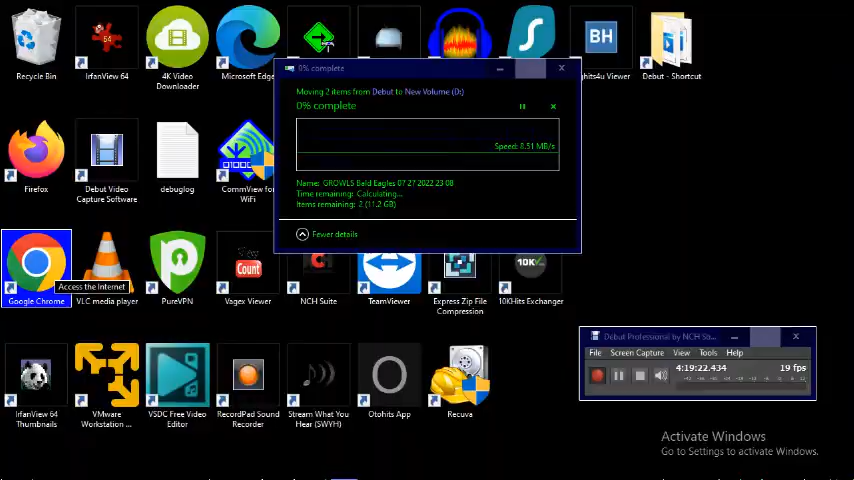 Recycle Bin
IrfanView 64
4K Video
Downloader
Microsoft Edge
BH
ghts4u Viewer
Debut - Shortcut
0% complete
Moving 2 items from Debut to New Volume (D:)
0% complete
Speed: 8.51 MB/s
Name: GROWLS Bald Eagles 07 27 2022 23 08
Time remaining: Calculating...
Items remaining: 2 (11.2 GB)
Fewer details
Firefox
Debut Video
Capture Software
debuglog
CommView for
WiFi
Google Chrome
Access the Internet
VLC media player
PureVPN
Count
Vagex Viewer
NCH Suite
TeamViewer
Express Zip File
Compression
10K
10KHits Exchanger
Debut Professional by NCH So...
File Screen Capture View Tools Help
4:19:22.434
19 fps
IrfanView 64
Thumbnails
VMware
Workstation ...
VSDC Free Video
Editor
RecordPad Sound
Recorder
Stream What You
Hear (SWYH)
Otohits App
Recuva
Activate Windows
Go to Settings to activate Windows.